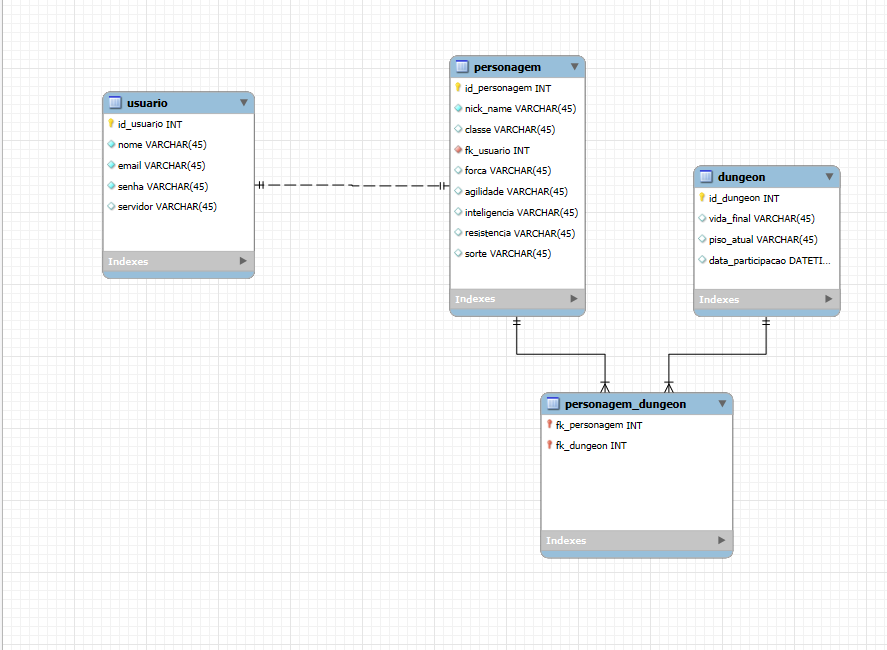 usuario
id_usuario INT
nome VARCHAR(45)
email VARCHAR(45)
senha VARCHAR(45)
servidor VARCHAR(45)
Indexes
personagem
id_personagem INT
nick_name VARCHAR(45)
classe VARCHAR(45)
fk_usuario INT
forca VARCHAR(45)
agilidade VARCHAR(45)
inteligencia VARCHAR(45)
resistencia VARCHAR(45)
sorte VARCHAR(45)
Indexes
dungeon
id_dungeon INT
vida_final VARCHAR(45)
piso_atual VARCHAR(45)
data_participacao DATETI...
Indexes
personagem_dungeon
fk_personagem INT
fk_dungeon INT
Indexes